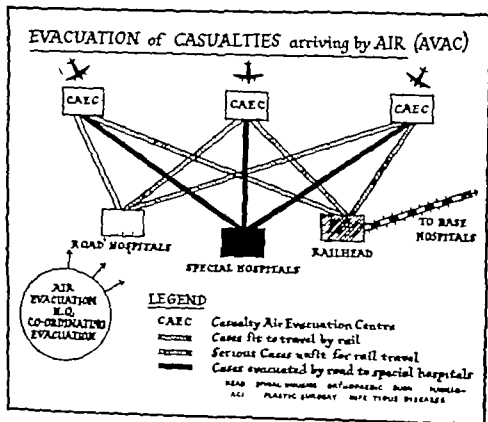 EVACUATION of CASUALTIES arriving by AIR (AVAC)
CAEC
CAEC
CAEC
ROAD HOSPITALS
SPECIAL HOSPITALS
RAILHEAD
TO BASE
HOSPITALS
AIR
EVACUATION
H.Q.
CO-ORDINATING
EVACUATION
LEGEND
CAEC Casualty Air Evacuation Centre
Cases fit to travel by rail
Serious Cases unfit for rail travel
Cases evacuated by road to special hospitals
HEAD SPINAL ORTHOPAEDIC BURN
PLASTIC SURGERY INFECTIOUS DISEASES